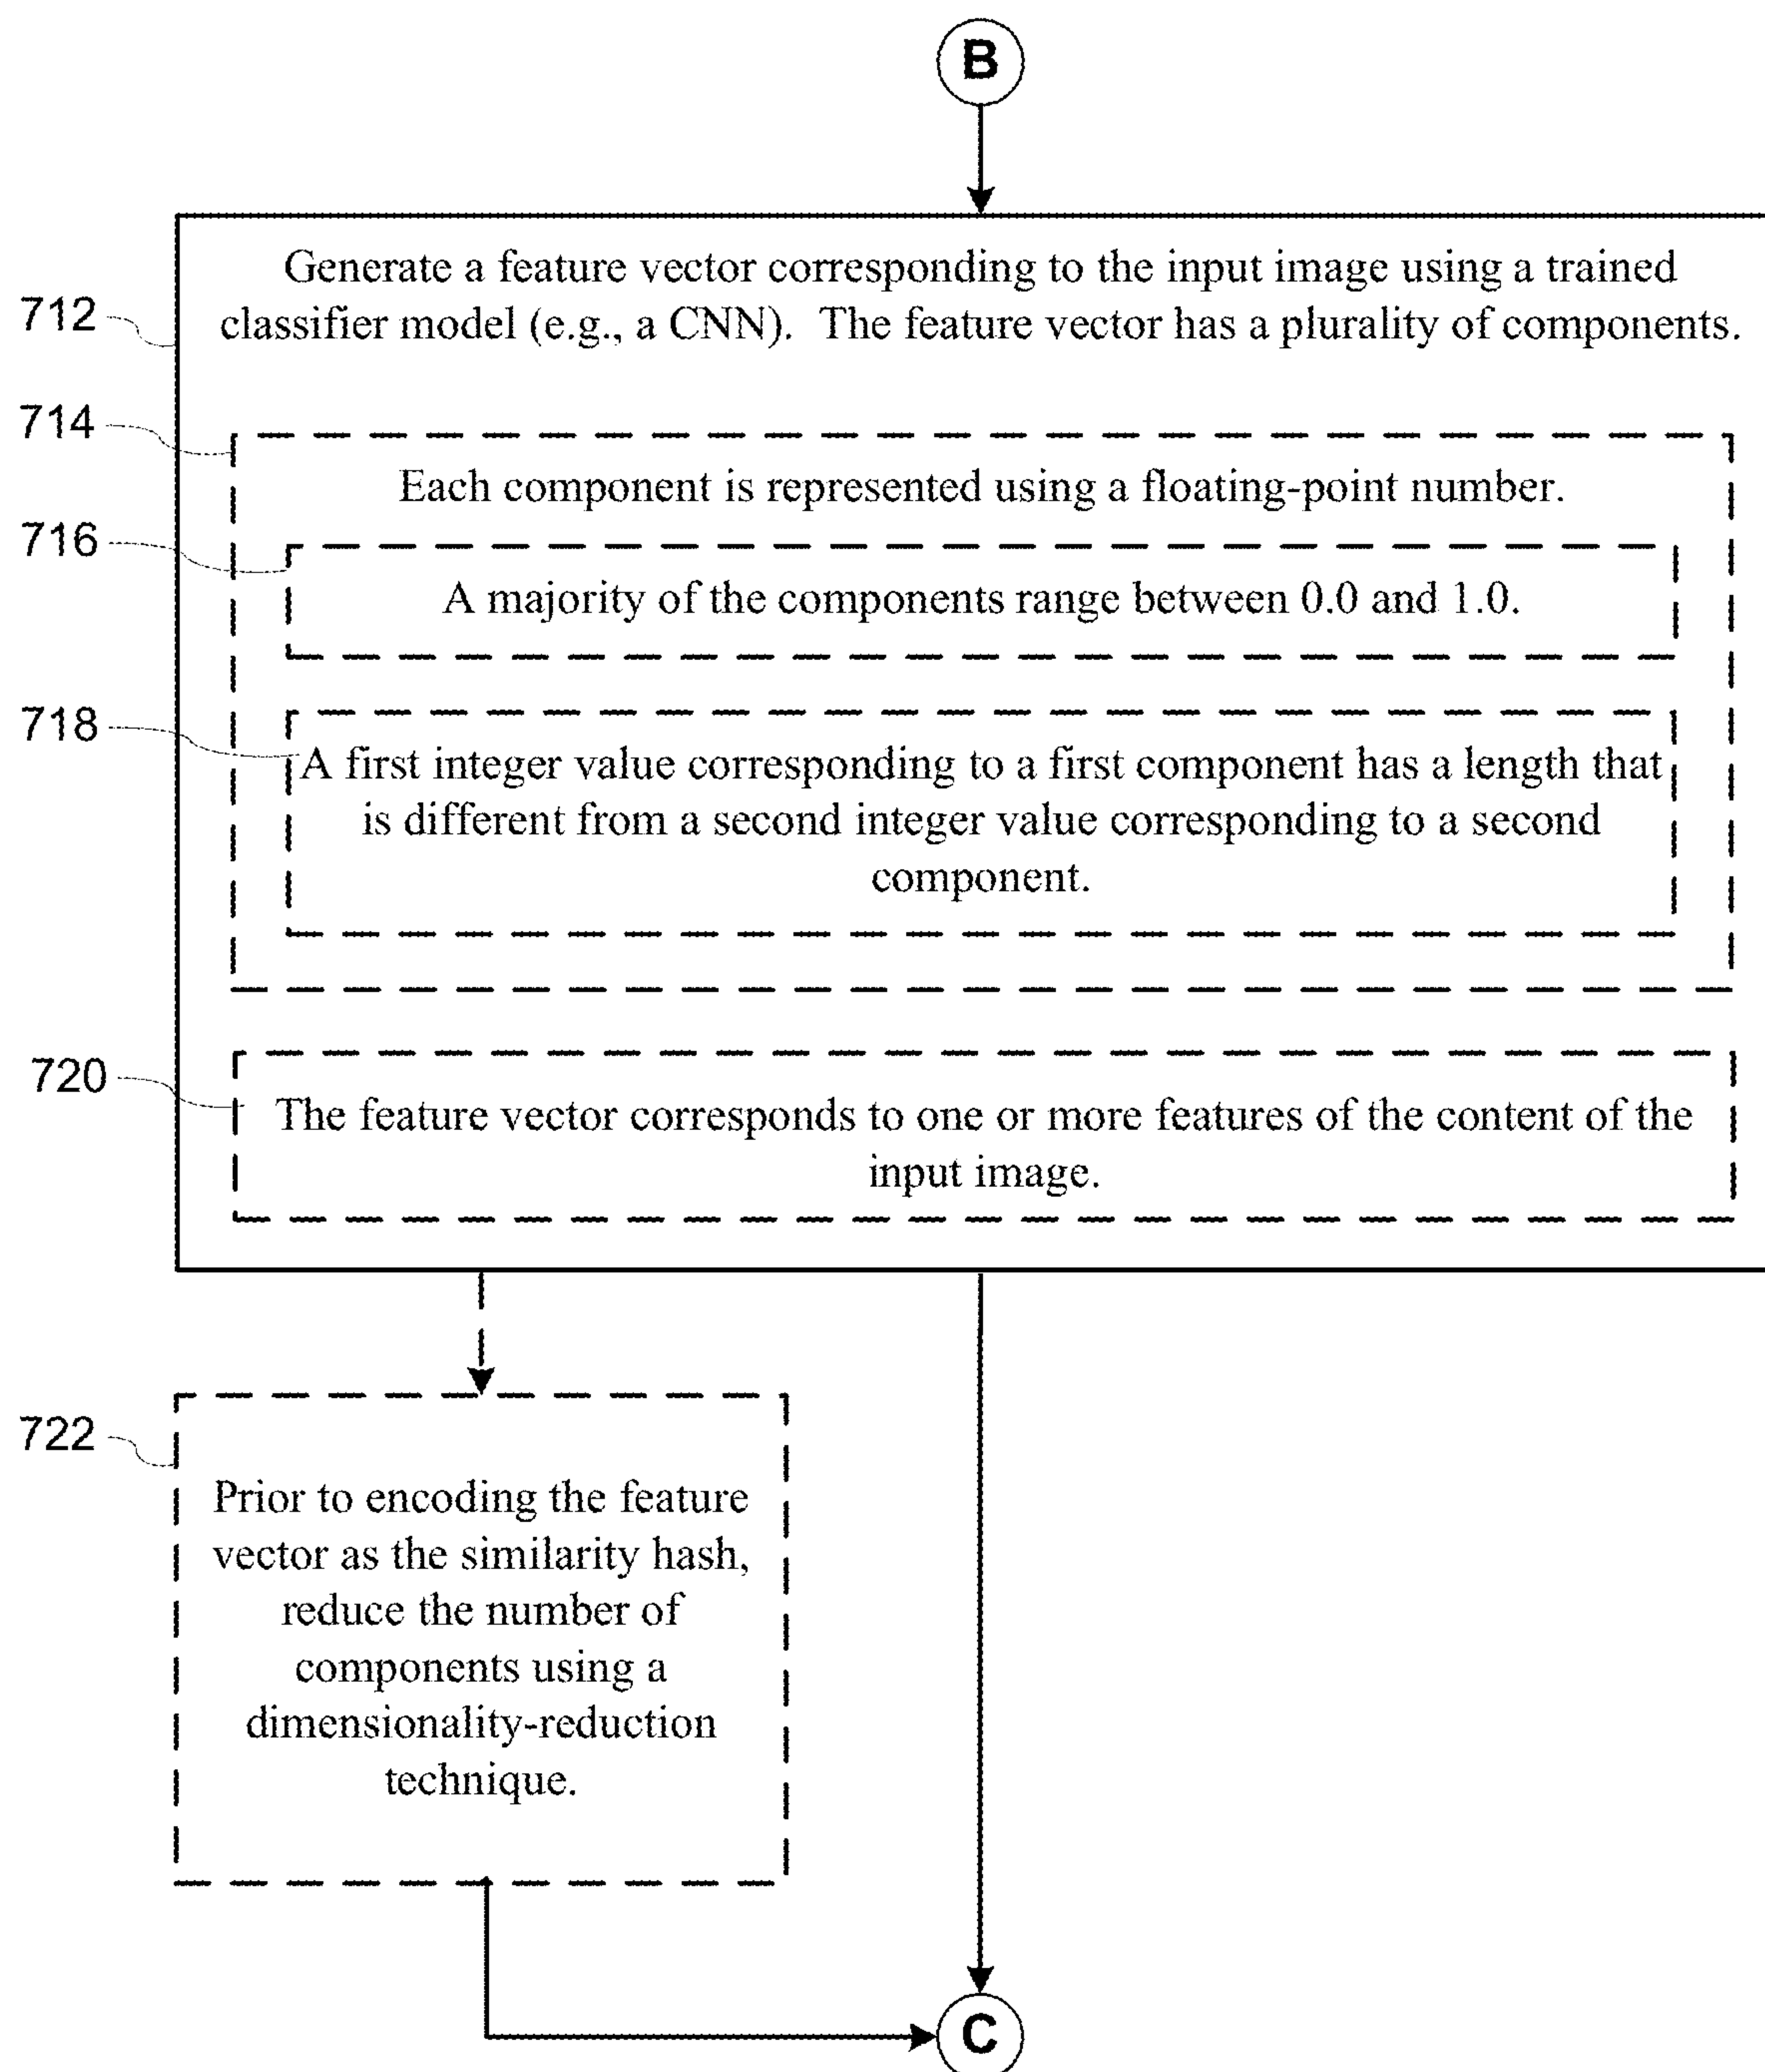 B
Generate a feature vector corresponding to the input image using a trained
712
classifier model (e.g., a CNN). The feature vector has a plurality of components.
714
Each component is represented using a floating-point number.
716
A majority of the components range between 0.0 and 1.0.
718
A first integer value corresponding to a first component has a length that
is different from a second integer value corresponding to a second
component.
720
The feature vector corresponds to one or more features of the content of the
input image.
722
Prior to encoding the feature
vector as the similarity hash,
reduce the number of
components using a
dimensionality-reduction
technique.
C